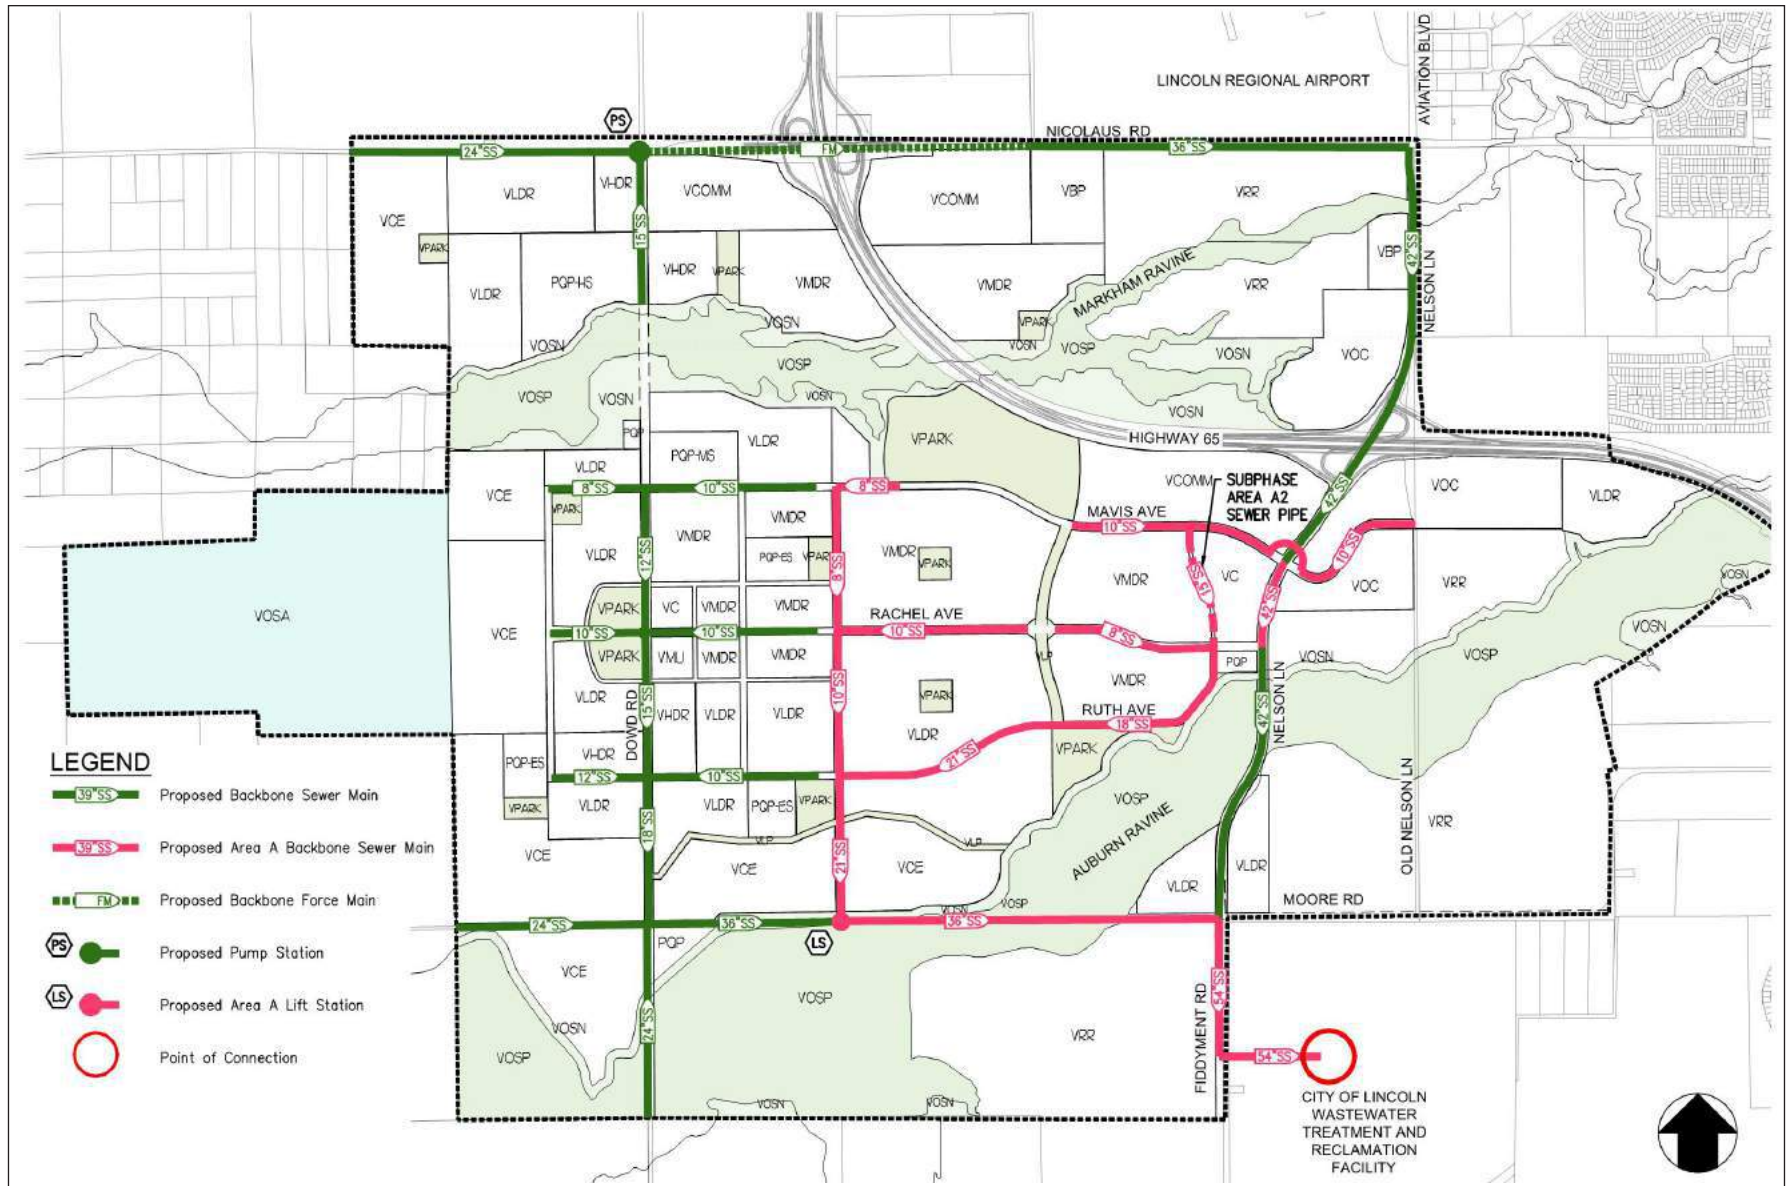 LINCOLN REGIONAL AIRPORT
AVIATION BLVD
PS
NICOLAUS RD
24"SS
FM
36"SS
VHDR
VLDR
VCOMM
VCOMM
VBP
VRR
VCE
15"SS
VPARK
VBP
42"SS
NELSON LN
VHDR
VPARK
PQP-HS
VMDR
VMDR
MARKHAM RAVINE
VRR
VLDR
VPARK
VOSN
VOSN
VOSN
VOSP
VOSN
VOC
VOSP
VOSP
VOSN
VOSN
VOSN
PQP
VLDR
VPARK
HIGHWAY 65
PQP-MS
VLDR
VCE
VCOMM
SUBPHASE
AREA A2
SEWER PIPE
42"SS
VOC
VLDR
8"SS
10"SS
8"SS
VPARK
VMDR
MAVIS AVE
10"SS
10"SS
VMDR
VLDR
12"SS
PQP-ES
VPARK
VMDR
VPARK
8"SS
VMDR
15"SS
VC
VOC
VRR
VOSN
VOSA
VPARK
VC
VMDR
VMDR
RACHEL AVE
42"SS
VCE
10"SS
10"SS
10"SS
8"SS
VOSN
VPARK
VMU
VMDR
VMDR
VLP
PQP
VOSN
VOSP
VLDR
15"SS
10"SS
VPARK
VMDR
42"SS
NELSON LN
DOWD RD
VHDR
VLDR
VLDR
RUTH AVE
18"SS
VLDR
21"SS
VPARK
VHDR
PQP-ES
12"SS
10"SS
OLD NELSON LN
VPARK
VLDR
VLDR
PQP-ES
VPARK
VOSP
AUBURN RAVINE
VRR
18"SS
VLP
VLP
VCE
VCE
21"SS
VCE
VLDR
VLDR
MOORE RD
VOSN
VOSP
24"SS
36"SS
LS
36"SS
PQP
VCE
VOSP
54"SS
VOSN
24"SS
VRR
FIDDYMENT RD
VOSP
54"SS
VOSN
VOSN
CITY OF LINCOLN
WASTEWATER
TREATMENT AND
RECLAMATION
FACILITY
LEGEND
39"SS Proposed Backbone Sewer Main
39"SS Proposed Area A Backbone Sewer Main
FM Proposed Backbone Force Main
PS Proposed Pump Station
LS Proposed Area A Lift Station
Point of Connection